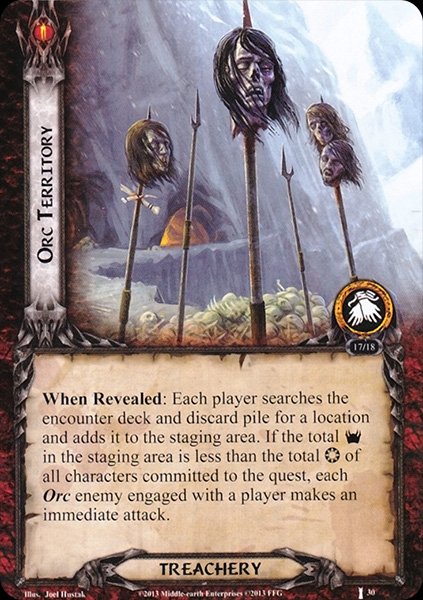 ORC TERRITORY
17/18
When Revealed: Each player searches the
encounter deck and discard pile for a location
and adds it to the staging area. If the total
in the staging area is less than the total of
all characters committed to the quest, each
Orc enemy engaged with a player makes an
immediate attack.
TREACHERY
Illus. Joel Hustak ©2013 Middle-earth Enterprises ©2013 FFG 30